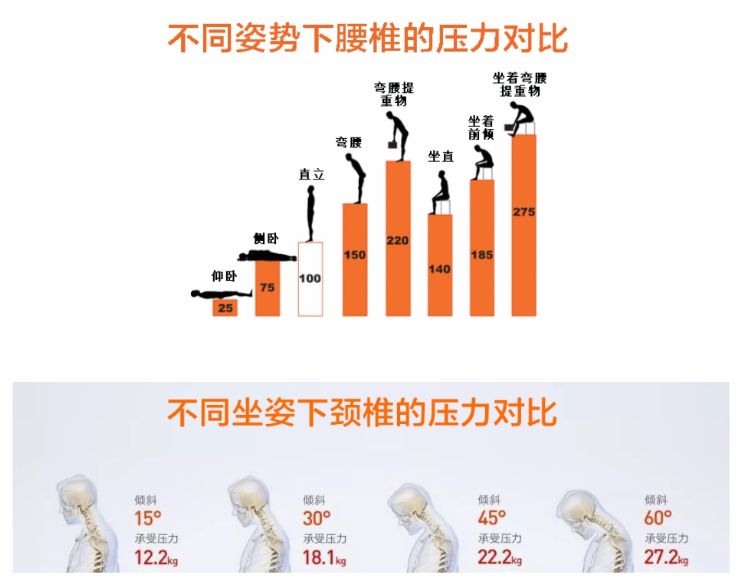 不同姿势下腰椎的压力对比
仰卧
25
侧卧
75
直立
100
弯腰
150
弯腰提
重物
220
坐直
140
坐着
前倾
185
坐着弯腰
提重物
275
不同坐姿下颈椎的压力对比
倾斜
15°
承受压力
12.2kg
倾斜
30°
承受压力
18.1kg
倾斜
45°
承受压力
22.2kg
倾斜
60°
承受压力
27.2kg